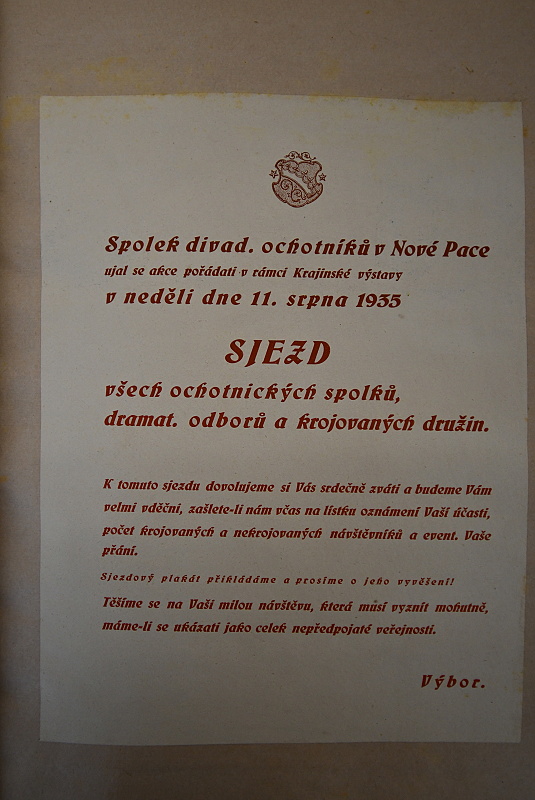 Spolek divad. ochotníků v Nové Pace
ujal se akce pořádati v rámci Krajinské výstavy
v neděli dne 11. srpna 1935
SJEZD
všech ochotnických spolků,
dramat. odborů a krojovaných družin.
K tomuto sjezdu dovolujeme si Vás srdečně zváti a budeme Vám
velmi vděčni, zašlete-li nám včas na lístku oznámení Vaší účasti,
počet krojovaných a nekrojovaných návštěvníků a event. Vaše
přání.
Sjezdový plakát přikládáme a prosíme o jeho vyvěšení!
Těšíme se na Vaši milou návštěvu, která musí vyznít mohutně,
máme-li se ukázati jako celek nepředpojaté veřejnosti.
Výbor.